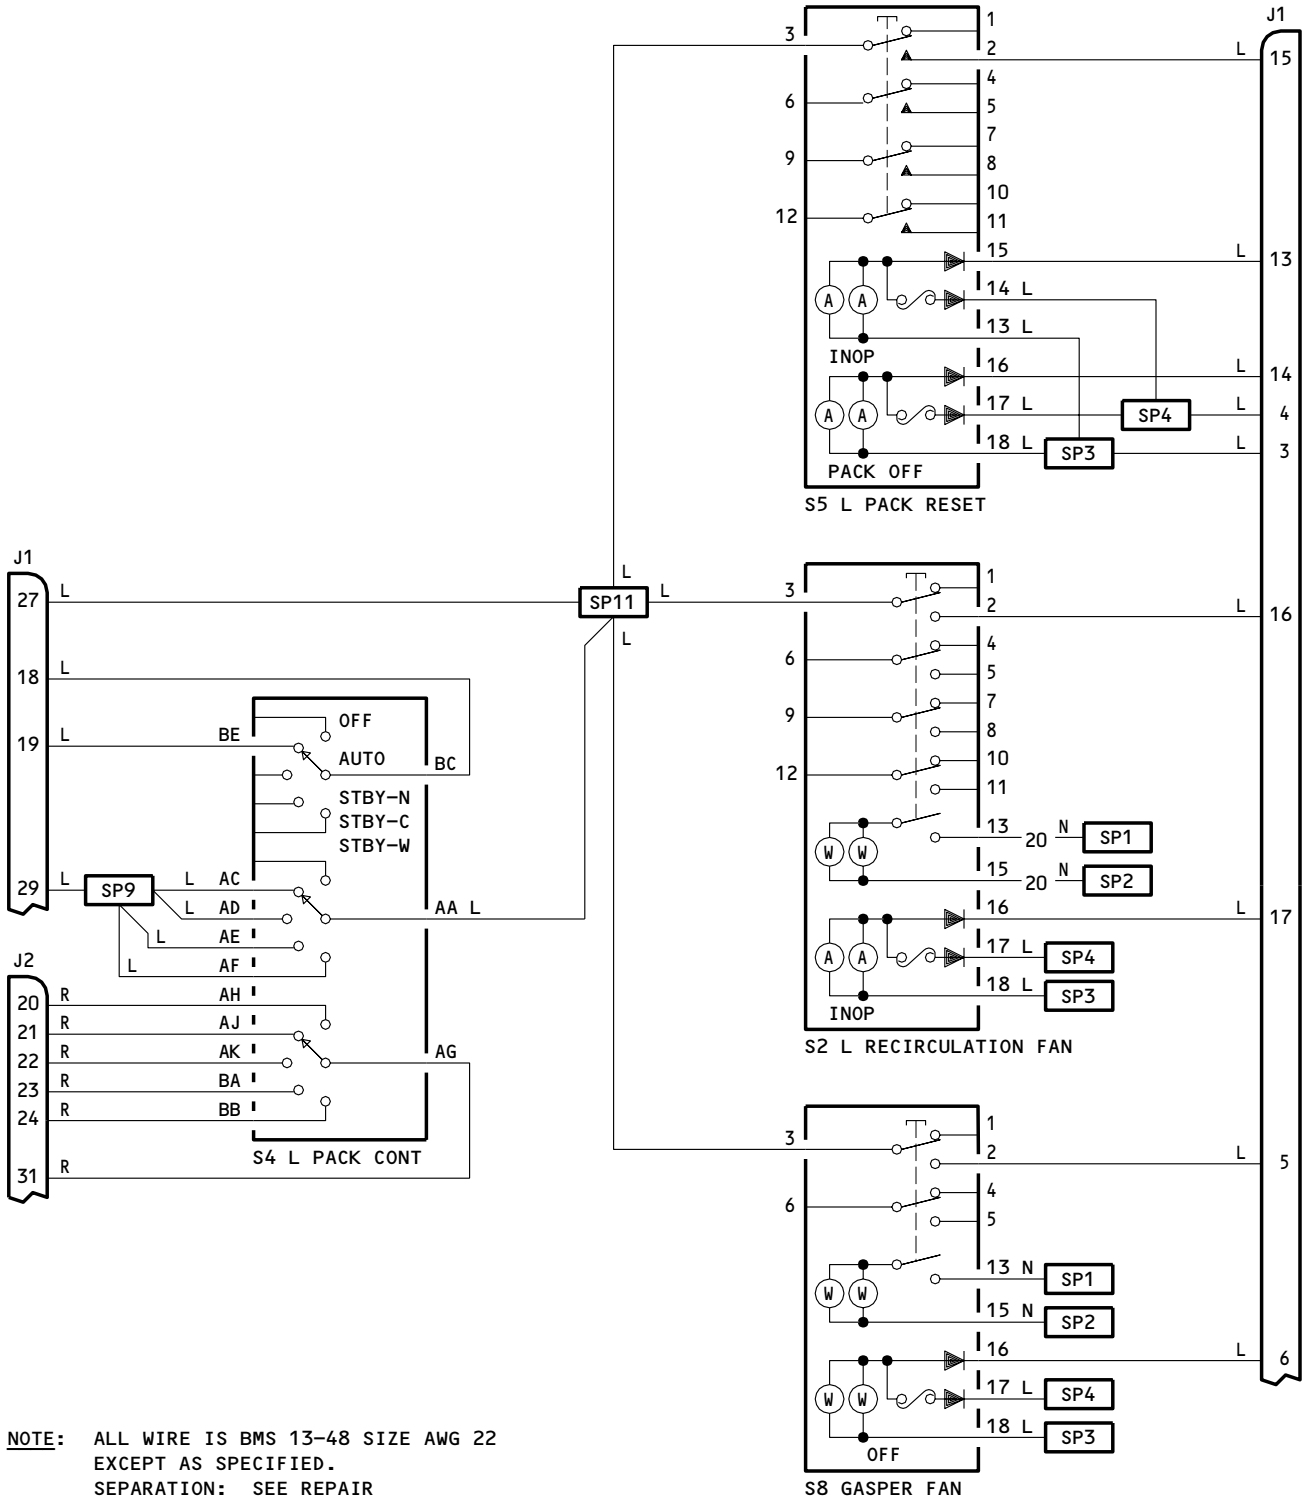 J1
3
1
2
L
15
4
6
5
7
9
8
10
12
11
15
L
13
A
A
14 L
13 L
INOP
16
L
14
A
A
17 L
SP4
L
4
18 L
SP3
L
3
PACK OFF
S5 L PACK RESET
J1
27
L
L
SP11
L
L
3
1
2
L
16
18
L
6
4
5
19
L
BE
OFF
AUTO
BC
9
7
8
STBY-N
STBY-C
STBY-W
12
10
11
W
W
13
20
N
SP1
15
20
N
SP2
29
L
SP9
L
AC
L
AD
AA L
L
AE
L
AF
16
L
17
A
A
17 L
SP4
18 L
SP3
INOP
S2 L RECIRCULATION FAN
J2
20
R
AH
21
R
AJ
22
R
AK
AG
23
R
BA
24
R
BB
31
R
S4 L PACK CONT
3
1
2
L
5
6
4
5
W
W
13 N
SP1
15 N
SP2
16
L
6
W
W
17 L
SP4
18 L
SP3
OFF
S8 GASPER FAN
NOTE: ALL WIRE IS BMS 13-48 SIZE AWG 22
EXCEPT AS SPECIFIED.
SEPARATION: SEE REPAIR